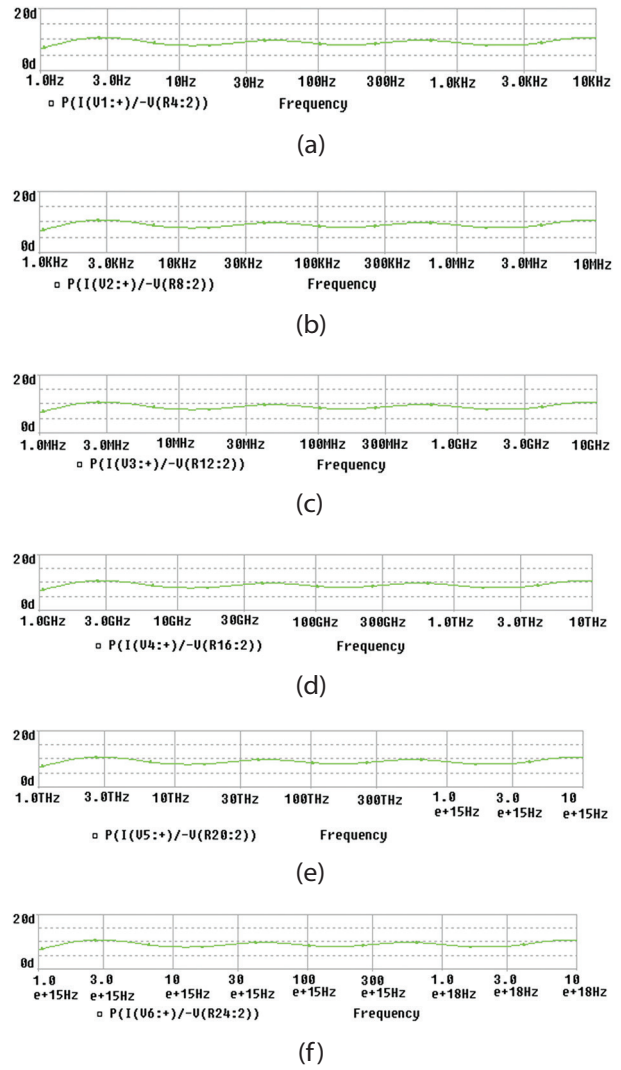 20d
0d
1.0Hz 3.0Hz 10Hz 30Hz 100Hz 300Hz 1.0KHz 3.0KHz 10KHz
P(I(V1:+)/-V(R4:2)) Frequency
(a)
20d
0d
1.0KHz 3.0KHz 10KHz 30KHz 100KHz 300KHz 1.0MHz 3.0MHz 10MHz
P(I(V2:+)/-V(R8:2)) Frequency
(b)
20d
0d
1.0MHz 3.0MHz 10MHz 30MHz 100MHz 300MHz 1.0GHz 3.0GHz 10GHz
P(I(V3:+)/-V(R12:2)) Frequency
(c)
20d
0d
1.0GHz 3.0GHz 10GHz 30GHz 100GHz 300GHz 1.0THz 3.0THz 10THz
P(I(V4:+)/-V(R16:2)) Frequency
(d)
20d
0d
1.0THz 3.0THz 10THz 30THz 100THz 300THz 1.0 3.0 10
e+15Hz e+15Hz e+15Hz
P(I(V5:+)/-V(R20:2)) Frequency
(e)
20d
0d
1.0 3.0 10 30 100 300 1.0 3.0 10
e+15Hz e+15Hz e+15Hz e+15Hz e+15Hz e+15Hz e+18Hz e+18Hz e+18Hz
P(I(V6:+)/-V(R24:2)) Frequency
(f)